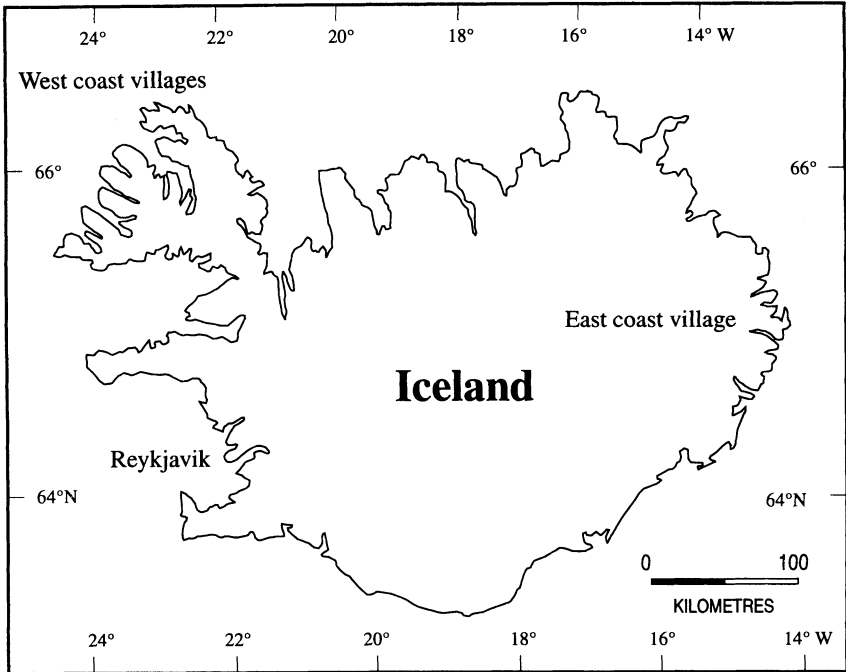 24° 22° 20° 18° 16° 14° W
West coast villages
66° 66°
East coast village
Iceland
Reykjavik
64°N 64°N
0 100
KILOMETRES
24° 22° 20° 18° 16° 14° W